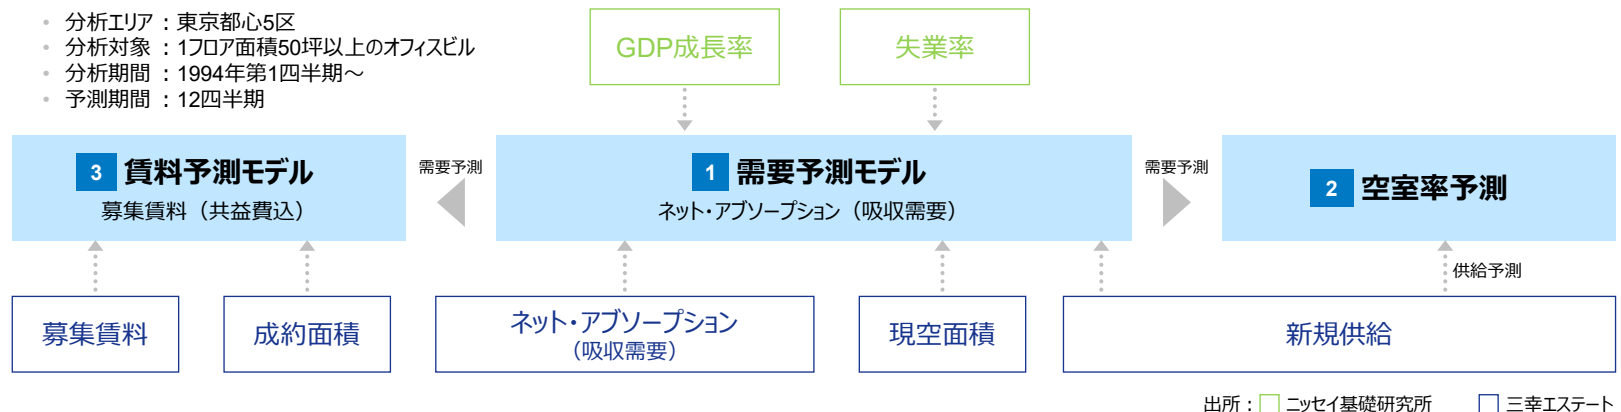 • 分析エリア：東京都心5区
• 分析対象：1フロア面積50坪以上のオフィスビル
• 分析期間：1994年第1四半期～
• 予測期間：12四半期
GDP成長率
失業率
3 賃料予測モデル
募集賃料（共益費込）
需要予測
1 需要予測モデル
ネット・アブソープション（吸収需要）
需要予測
2 空室率予測
供給予測
募集賃料
成約面積
ネット・アブソープション
（吸収需要）
現空面積
新規供給
出所： ニッセイ基礎研究所 三幸エステート